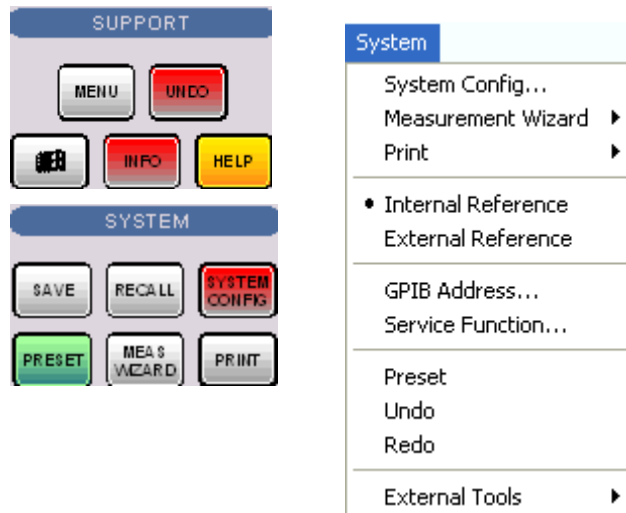 SUPPORT
MENU
UNDO
INFO
HELP
SYSTEM
SAVE
RECALL
SYSTEM
CONFIG
PRESET
MEAS
WIZARD
PRINT
System
System Config...
Measurement Wizard
Print
Internal Reference
External Reference
GPIB Address...
Service Function...
Preset
Undo
Redo
External Tools